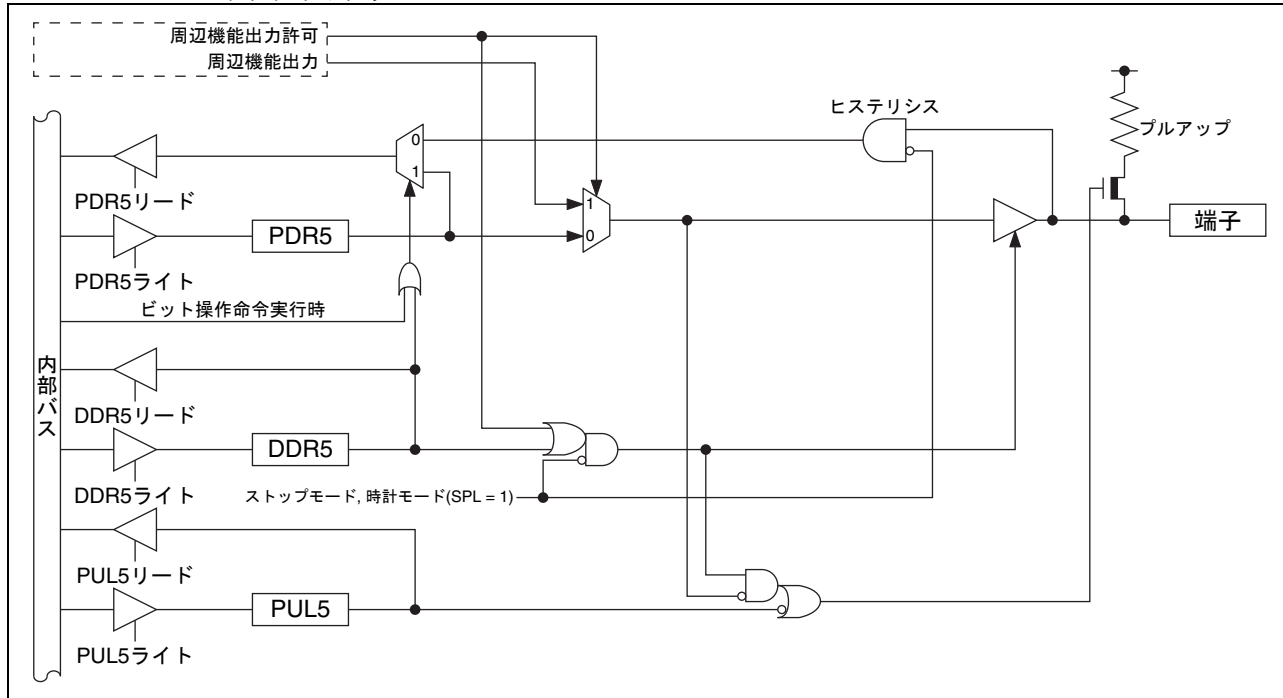 周辺機能出力許可
周辺機能出力
ヒステリシス
プルアップ
0
1
PDR5リード
1
0
端子
PDR5
PDR5ライト
ビット操作命令実行時
内部バス
DDR5リード
DDR5
DDR5ライト
ストップモード, 時計モード(SPL = 1)
PUL5リード
PUL5
PUL5ライト